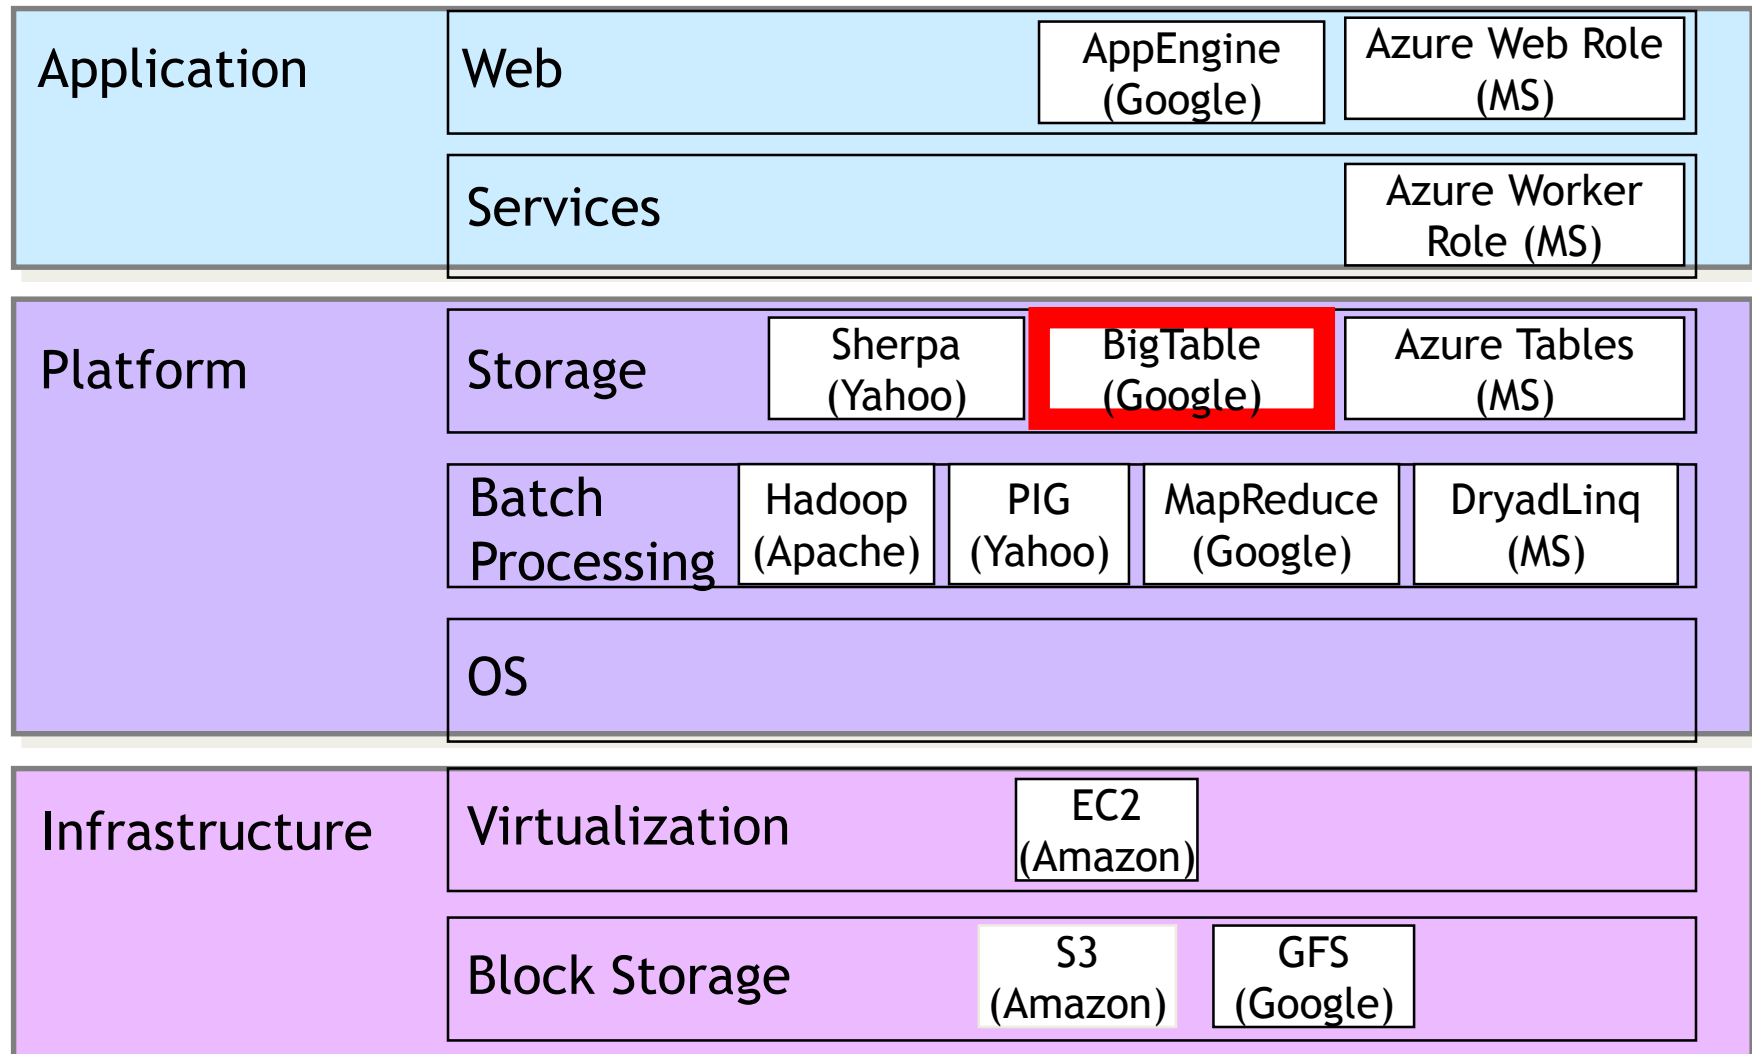 Application
Web
AppEngine
(Google)
Azure Web Role
(MS)
Services
Azure Worker
Role (MS)
Platform
Storage
Sherpa
(Yahoo)
BigTable
(Google)
Azure Tables
(MS)
Batch
Processing
Hadoop
(Apache)
PIG
(Yahoo)
MapReduce
(Google)
DryadLinq
(MS)
OS
Infrastructure
Virtualization
EC2
(Amazon)
Block Storage
S3
(Amazon)
GFS
(Google)